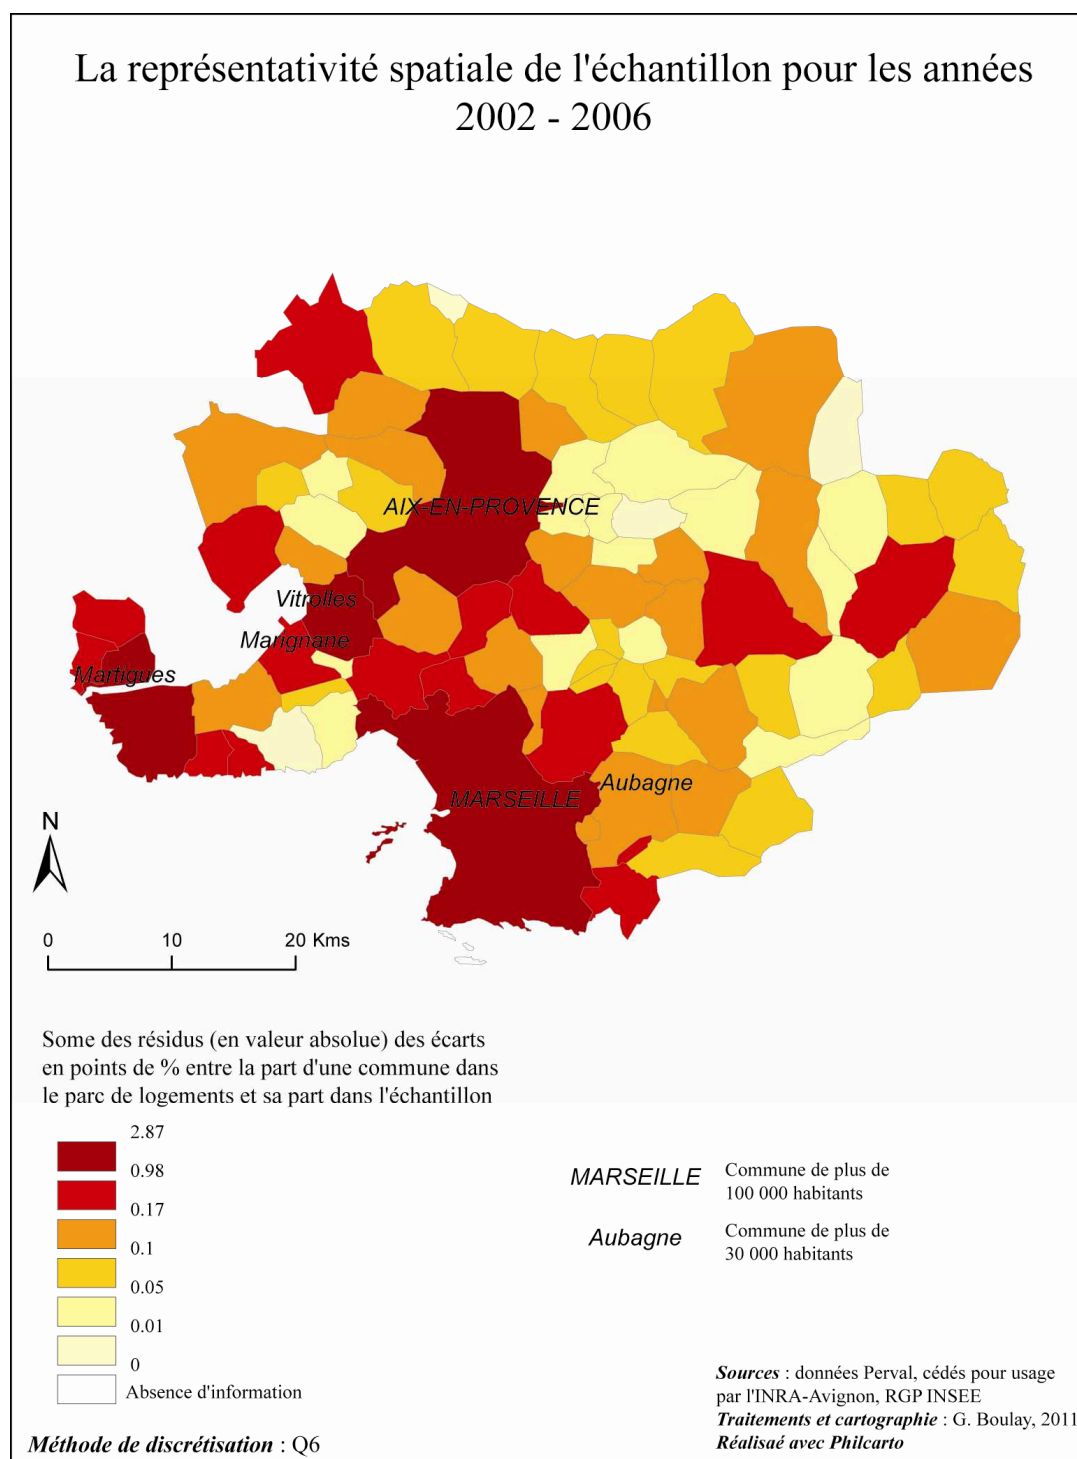 La représentativité spatiale de l'échantillon pour les années
2002 - 2006
AIX-EN-PROVENCE
Vitrolles
Marignane
Martigues
Aubagne
MARSEILLE
N
0 10 20 Kms
Some des résidus (en valeur absolue) des écarts
en points de % entre la part d'une commune dans
le parc de logements et sa part dans l'échantillon
2.87
0.98
0.17
0.1
0.05
0.01
0
Absence d'information
MARSEILLE
Commune de plus de
100 000 habitants
Aubagne
Commune de plus de
30 000 habitants
Méthode de discrétisation : Q6
Sources : données Perval, cédés pour usage
par l'INRA-Avignon, RGP INSEE
Traitements et cartographie : G. Boulay, 2011
Réalisaé avec Philcarto